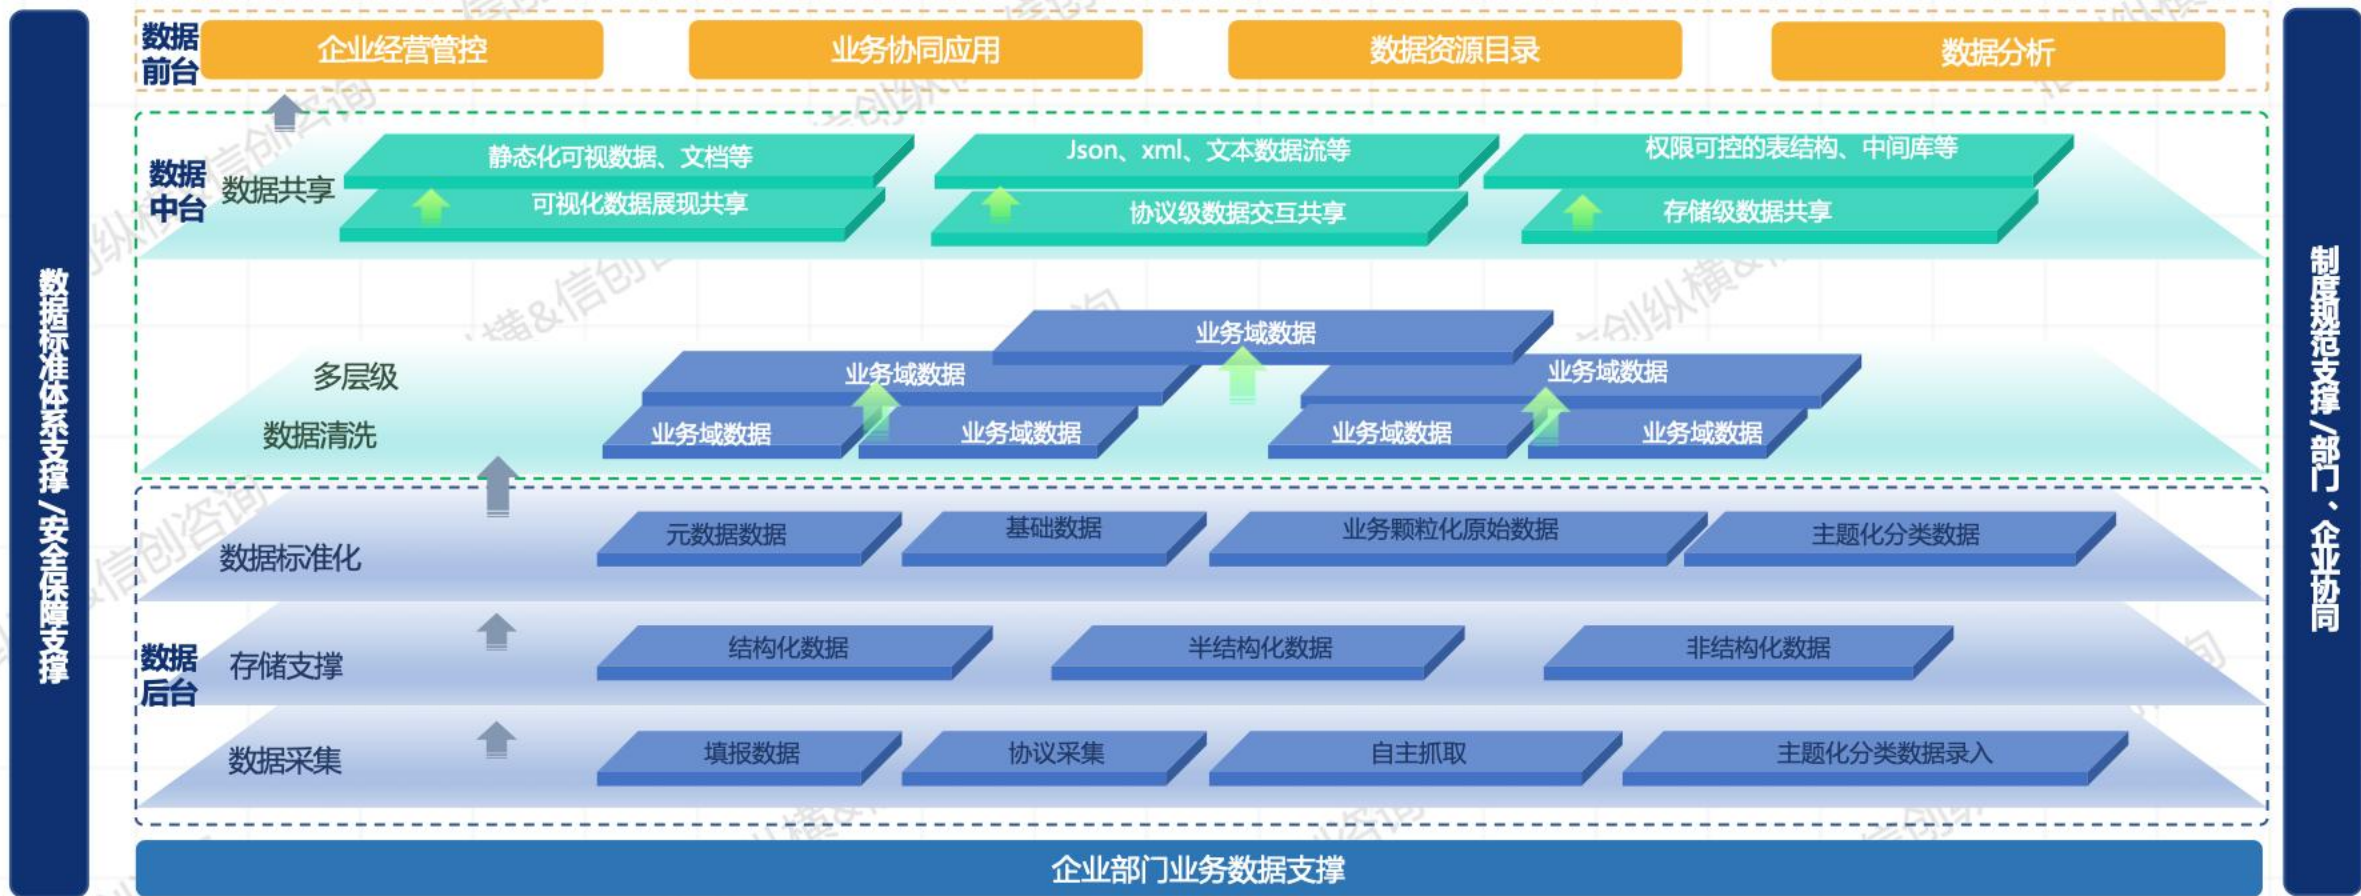 数据标准体系支撑/安全保障支撑
数据
前台
企业经营管控
业务协同应用
数据资源目录
数据分析
数据
中台
数据共享
静态化可视数据、文档等
Json、xml、文本数据流等
权限可控的表结构、中间库等
可视化数据展现共享
协议级数据交互共享
存储级数据共享
多层级
数据清洗
业务域数据
业务域数据
业务域数据
业务域数据
业务域数据
业务域数据
业务域数据
数据
后台
数据标准化
元数据数据
基础数据
业务颗粒化原始数据
主题化分类数据
存储支撑
结构化数据
半结构化数据
非结构化数据
数据采集
填报数据
协议采集
自主抓取
主题化分类数据录入
企业部门业务数据支撑
制度规范支撑/部门、企业协同